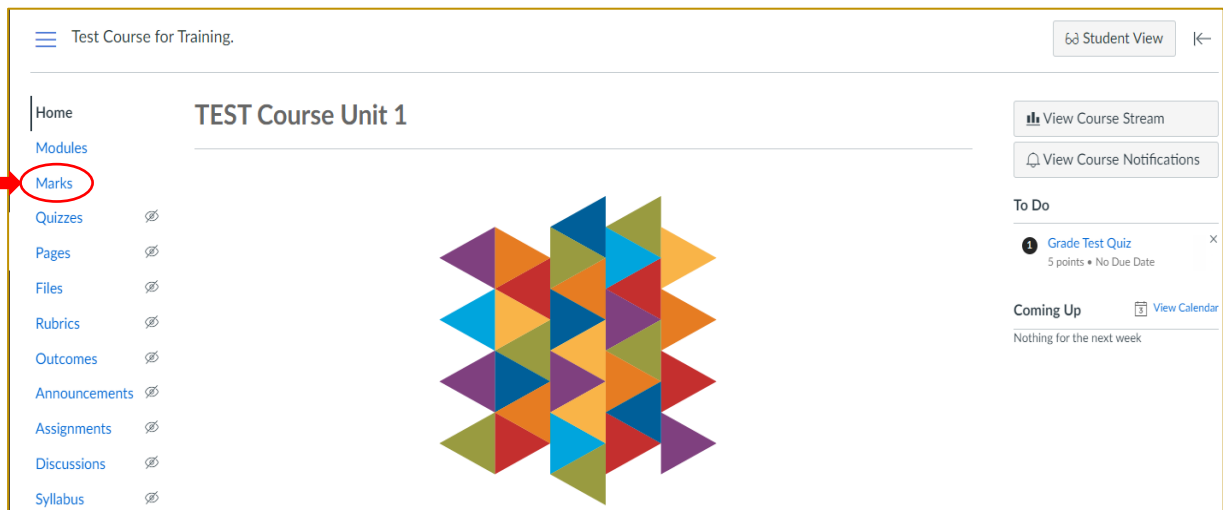 Test Course for Training.
Student View
Home
Modules
Marks
Quizzes
Pages
Files
Rubrics
Outcomes
Announcements
Assignments
Discussions
Syllabus
TEST Course Unit 1
View Course Stream
View Course Notifications
To Do
1 Grade Test Quiz
5 points • No Due Date
Coming Up 3 View Calendar
Nothing for the next week